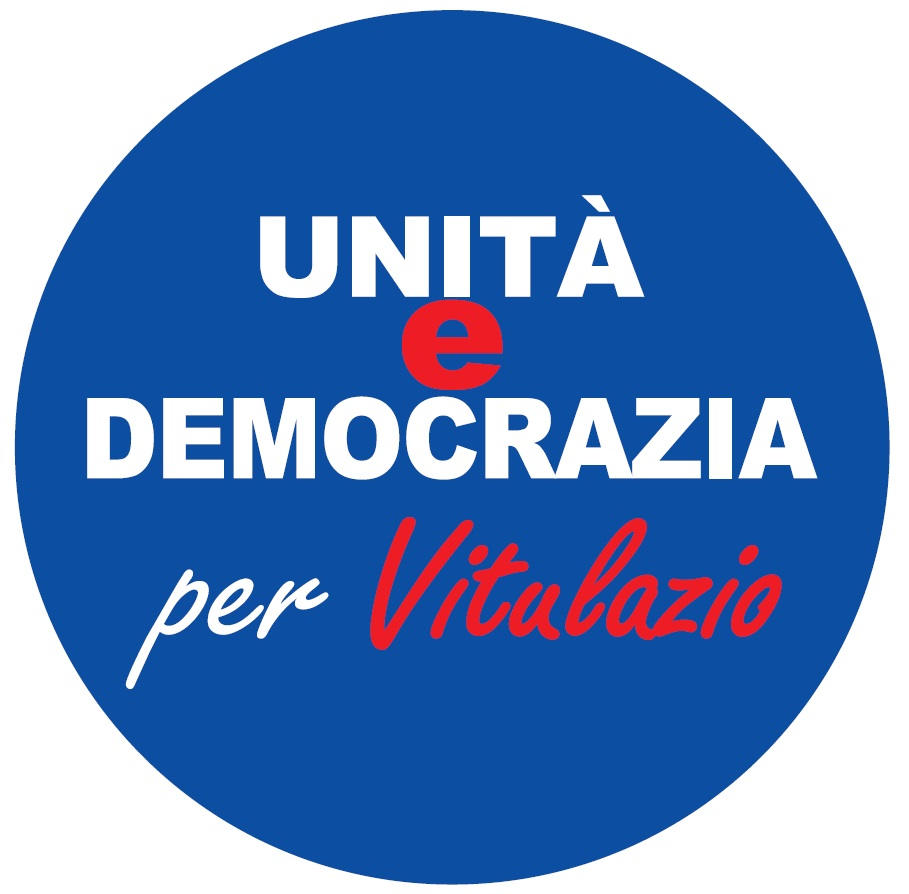 UNITÀ
e
DEMOCRAZIA
per Vitulazio